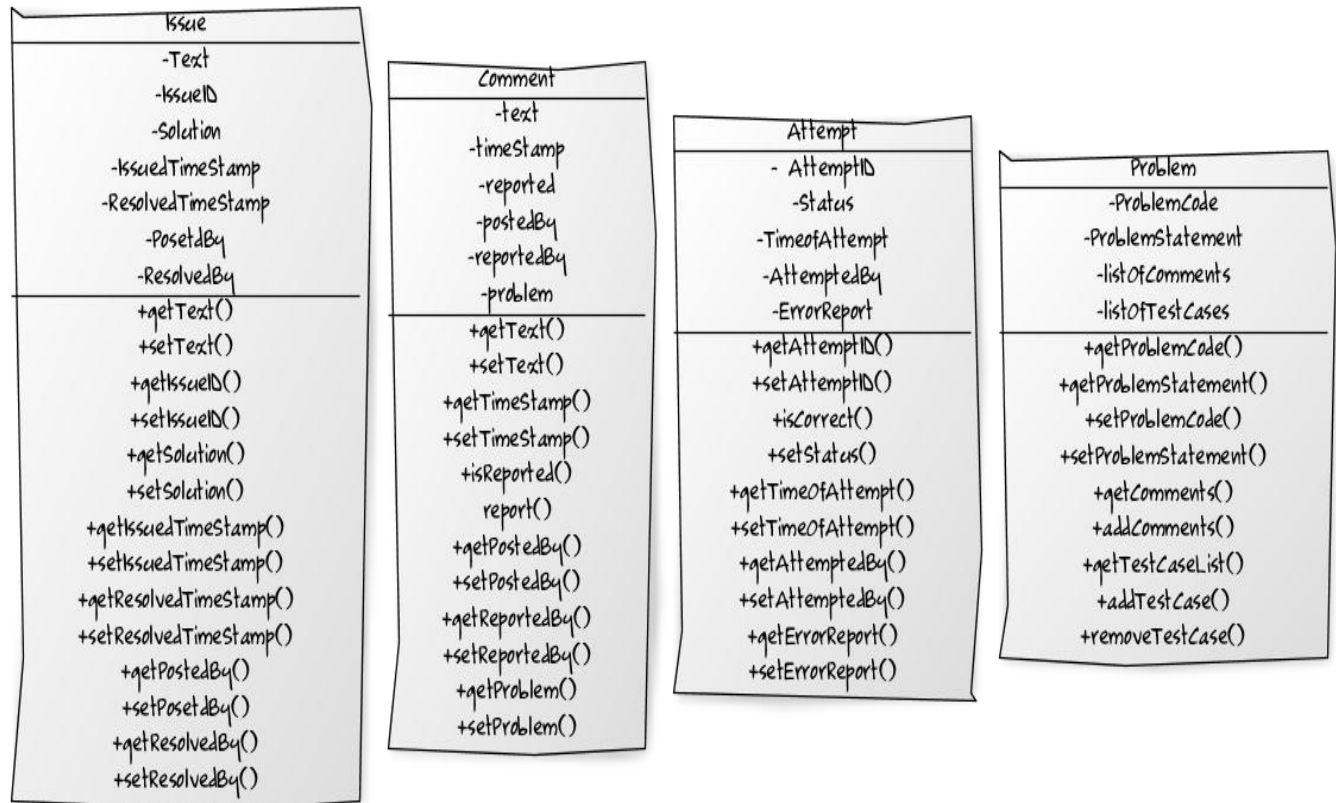 Issue
-Text
-IssueID
-Solution
-IssuedTimeStamp
-ResolvedTimeStamp
-PosetdBy
-ResolvedBy
+getText()
+setText()
+getIssueID()
+setIssueID()
+getSolution()
+setSolution()
+getIssuedTimeStamp()
+setIssuedTimeStamp()
+getResolvedTimeStamp()
+setResolvedTimeStamp()
+getPostedBy()
+setPosetdBy()
+getResolvedBy()
+setResolvedBy()
Comment
-text
-timeStamp
-reported
-postedBy
-reportedBy
-problem
+getText()
+setText()
+getTimeStamp()
+setTimeStamp()
+isReported()
report()
+getPostedBy()
+setPostedBy()
+getReportedBy()
+setReportedBy()
+getProblem()
+setProblem()
Attempt
- AttemptID
-Status
-TimeofAttempt
-AttemptedBy
-ErrorReport
+getAttemptID()
+setAttemptID()
+isCorrect()
+setStatus()
+getTimeOfAttempt()
+setTimeOfAttempt()
+getAttemptedBy()
+setAttemptedBy()
+getErrorReport()
+setErrorReport()
Problem
-ProblemCode
-ProblemStatement
-listOfComments
-listOfTestCases
+getProblemCode()
+getProblemStatement()
+setProblemCode()
+setProblemStatement()
+getComments()
+addComments()
+getTestCaseList()
+addTestCase()
+removeTestCase()